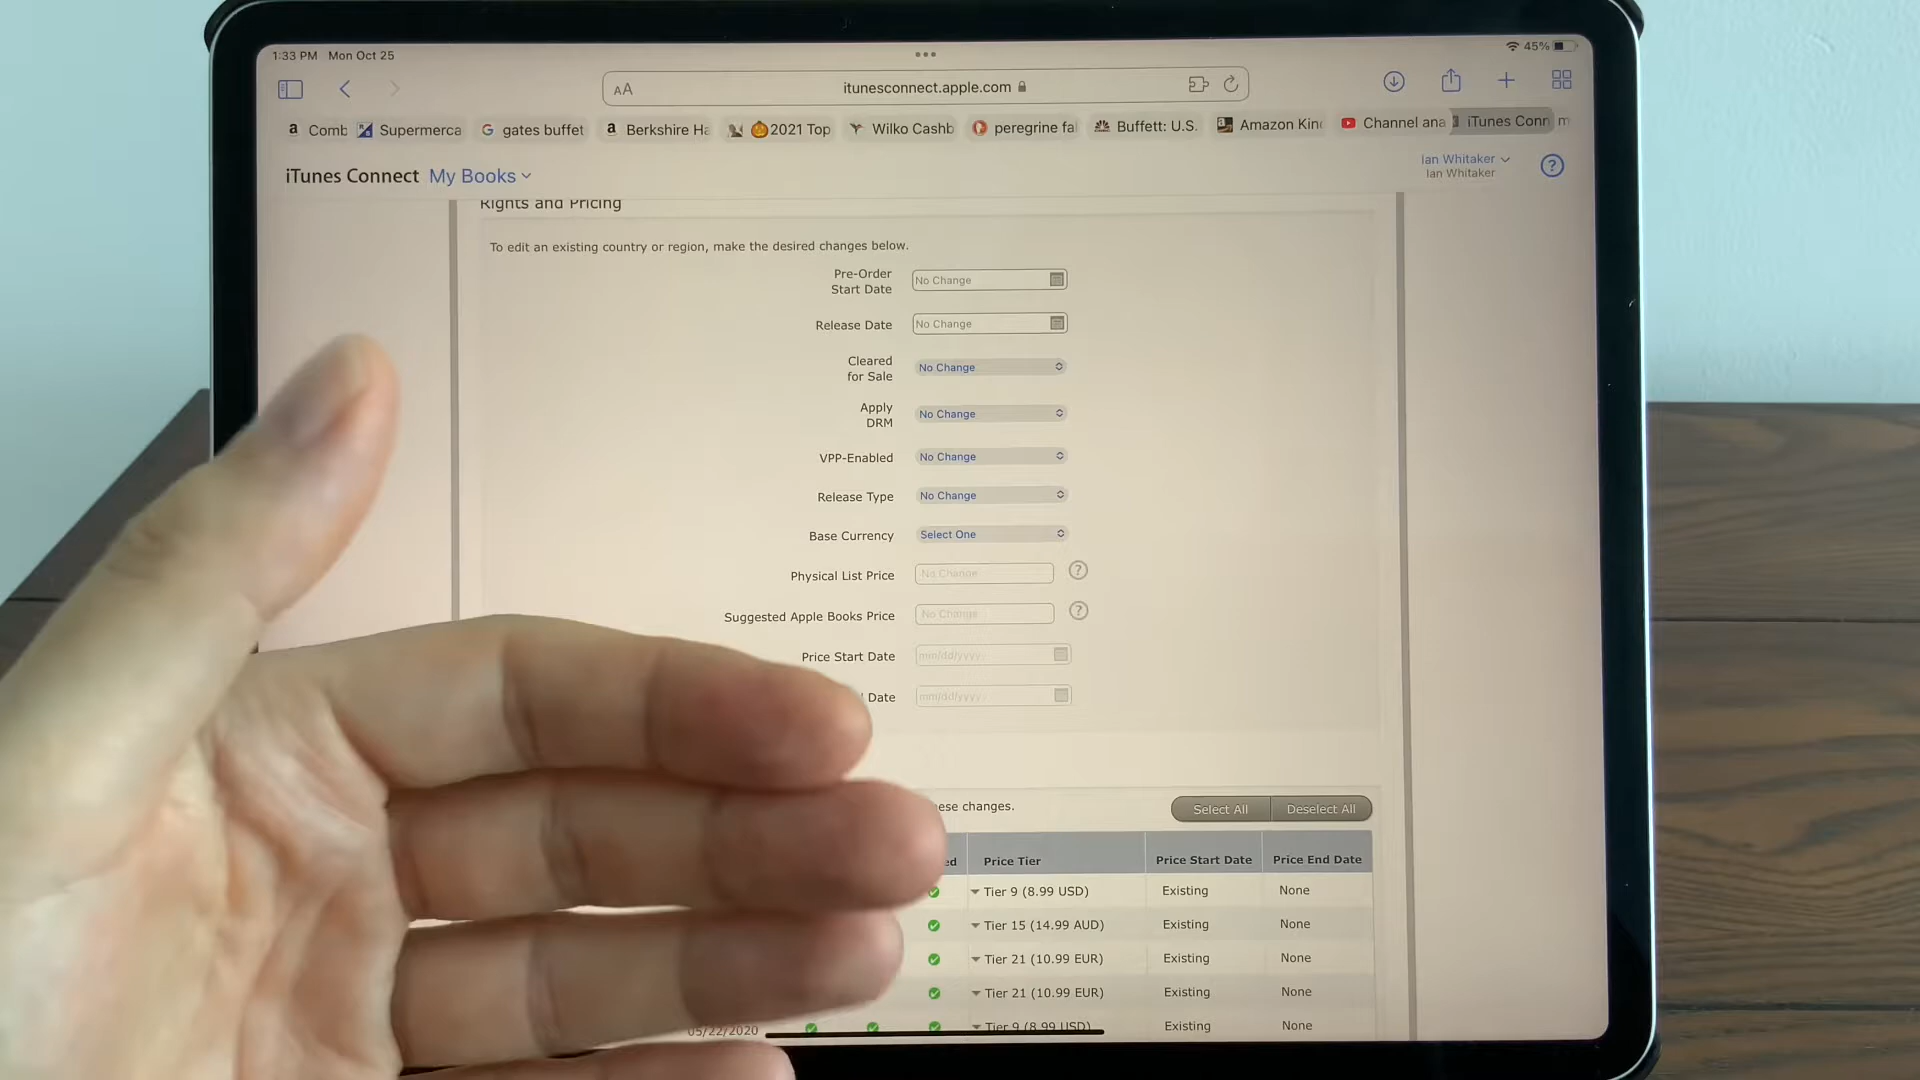 1:33 PM Mon Oct 25
45%
AA itunesconnect.apple.com
a Comb Supermerca G gates buffet a Berkshire Ha 2021 Top Wilko Cashb peregrine fal Buffett: U.S. Amazon Kin Channel ana iTunes Conn m
iTunes Connect My Books
Ian Whitaker
Ian Whitaker
?
Rights and Pricing
To edit an existing country or region, make the desired changes below.
Pre-Order
Start Date No Change
Release Date No Change
Cleared
for Sale No Change
Apply
DRM No Change
VPP-Enabled No Change
Release Type No Change
Base Currency Select One
Physical List Price No Change ?
Suggested Apple Books Price No Change ?
Price Start Date mm/dd/yyyy
Date mm/dd/yyyy
ese changes. Select All Deselect All
ed Price Tier Price Start Date Price End Date
Tier 9 (8.99 USD) Existing None
Tier 15 (14.99 AUD) Existing None
Tier 21 (10.99 EUR) Existing None
Tier 21 (10.99 EUR) Existing None
05/22/2020 Tier 9 (8.99 USD) Existing None